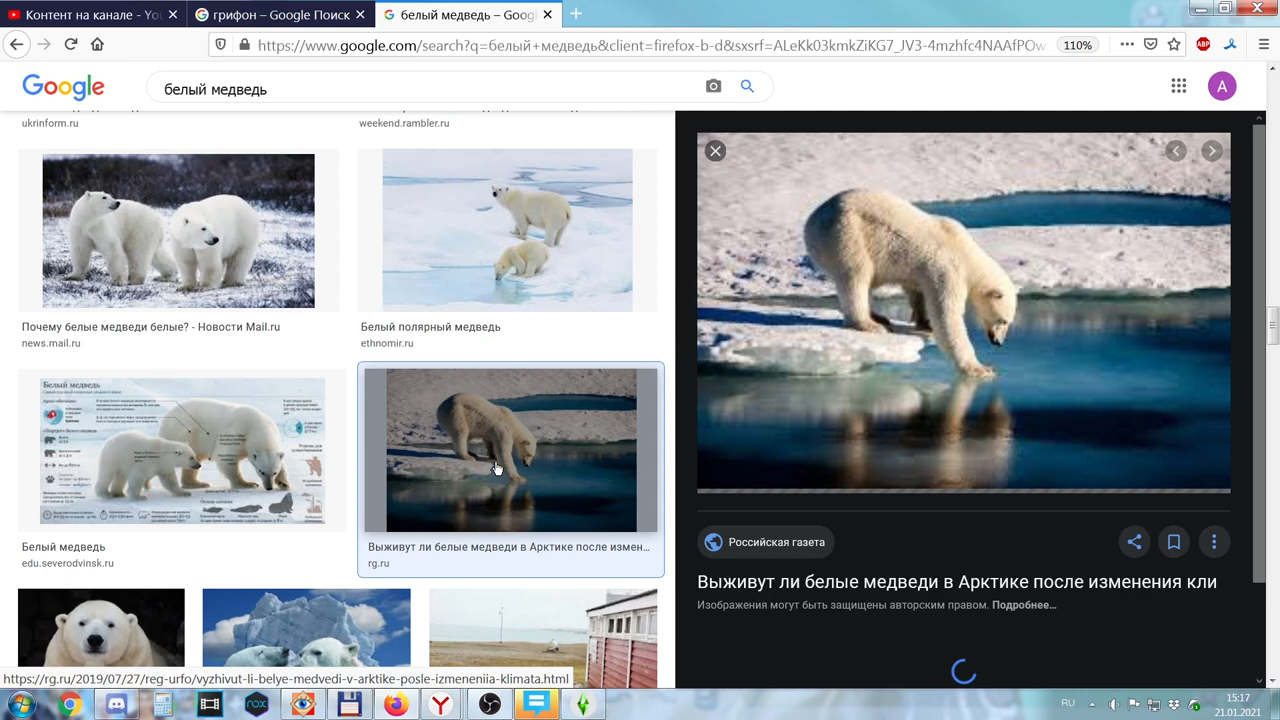 Контент на канале - You
грифон – Google Поиск
белый медведь – Googl
https://www.google.com/search?q=белый+медведь&client=firefox-b-d&sxsrf=ALeKk03kmkZiKG7_JV3-4mzhfc4NAAfPOw
110%
ABP
Google
белый медведь
A
ukrinform.ru
weekend.rambler.ru
Почему белые медведи белые? - Новости Mail.ru
news.mail.ru
Белый полярный медведь
ethnomir.ru
Белый медведь
Белый медведь
edu.severodvinsk.ru
Выживут ли белые медведи в Арктике после измен...
rg.ru
Российская газета
Выживут ли белые медведи в Арктике после изменения кли
Изображения могут быть защищены авторским правом. Подробнее...
https://rg.ru/2019/07/27/reg-urfo/vyzhivut-li-belye-medvedi-v-arktike-posle-izmeneniia-klimata.html
nox
RU
15:17
21.01.2021